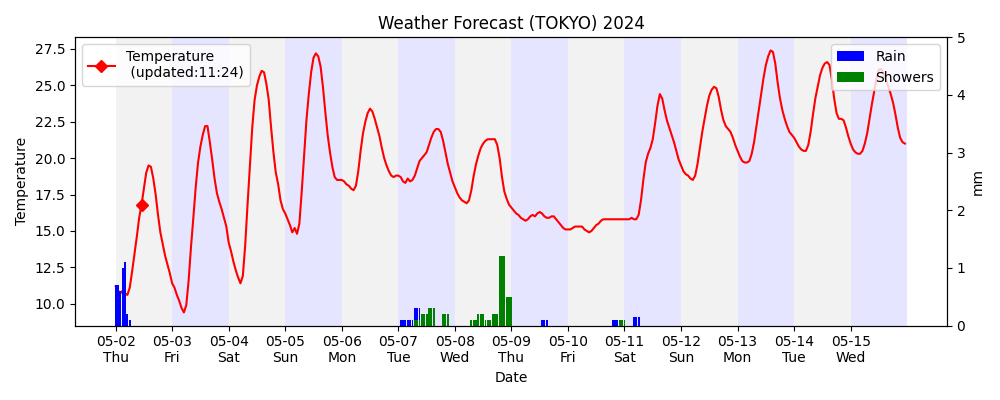 Weather Forecast (TOKYO) 2024
Temperature
(updated:11:24)
Rain
Showers
27.5
25.0
22.5
20.0
17.5
15.0
12.5
10.0
Temperature
5
4
3
2
1
0
mm
05-02 05-03 05-04 05-05 05-06 05-07 05-08 05-09 05-10 05-11 05-12 05-13 05-14 05-15
Thu Fri Sat Sun Mon Tue Wed Thu Fri Sat Sun Mon Tue Wed
Date